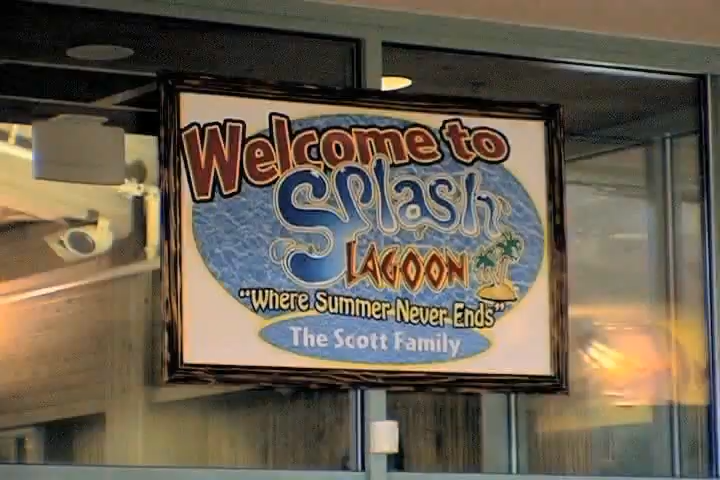 Welcome to
Splash
LAGOON
"Where Summer Never Ends"
The Scott Family